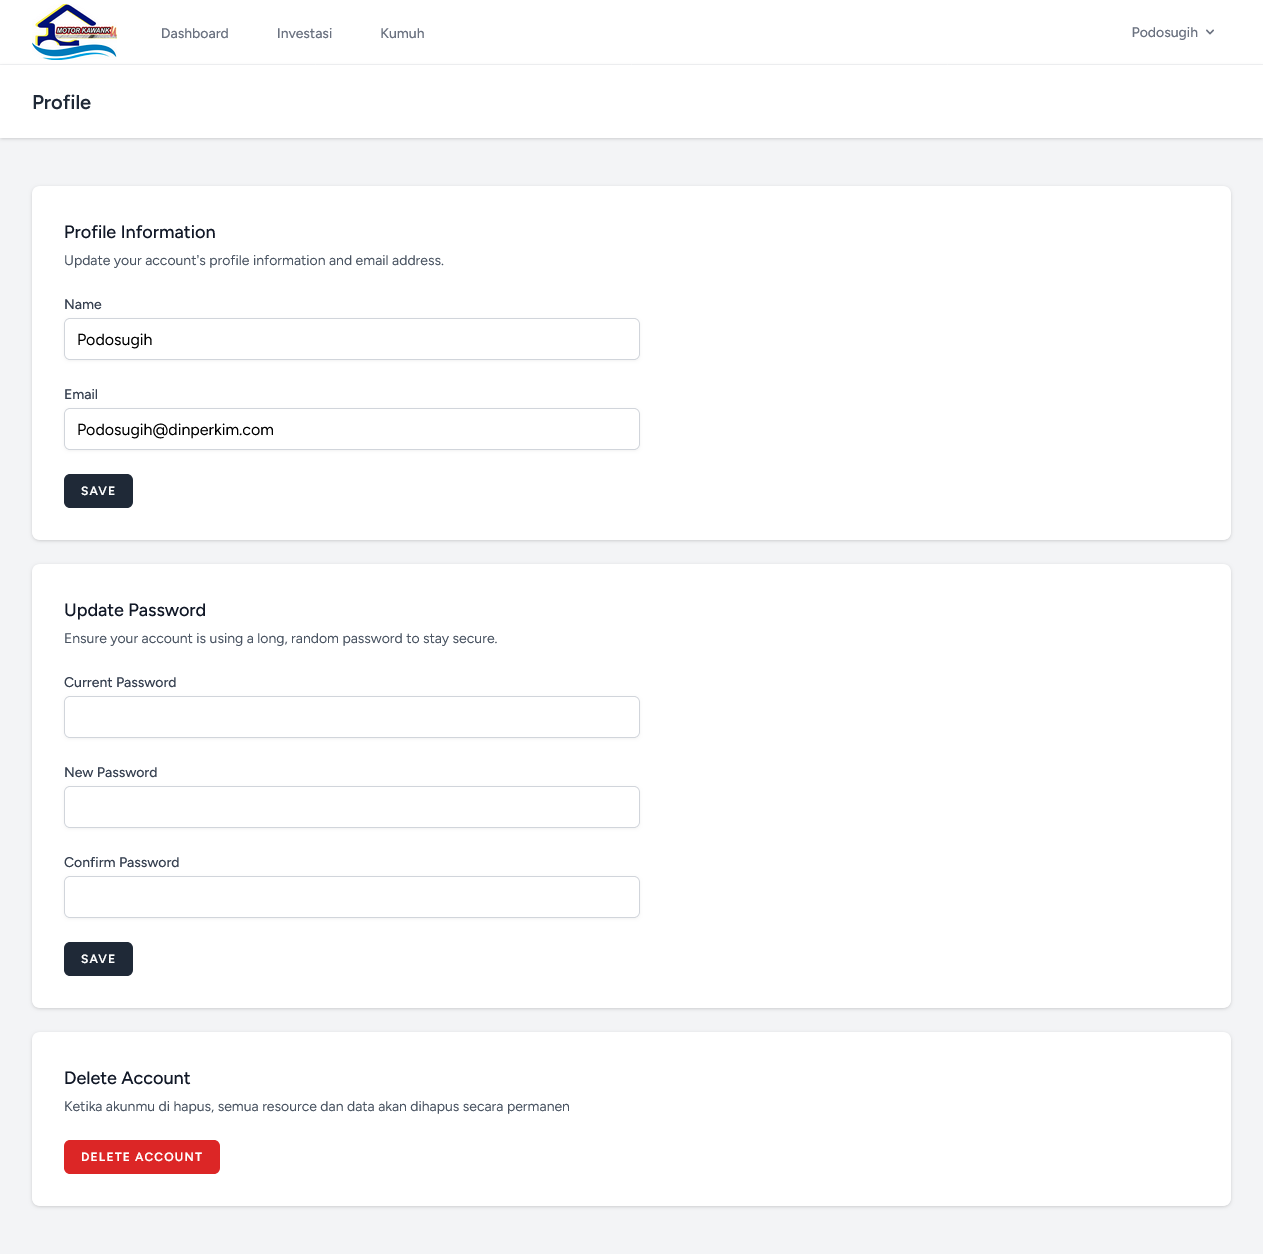 MOTOR KAWANK
Dashboard
Investasi
Kumuh
Podosugih
Profile
Profile Information
Update your account's profile information and email address.
Name
Podosugih
Email
Podosugih@dinperkim.com
SAVE
Update Password
Ensure your account is using a long, random password to stay secure.
Current Password
New Password
Confirm Password
SAVE
Delete Account
Ketika akunmu di hapus, semua resource dan data akan dihapus secara permanen
DELETE ACCOUNT